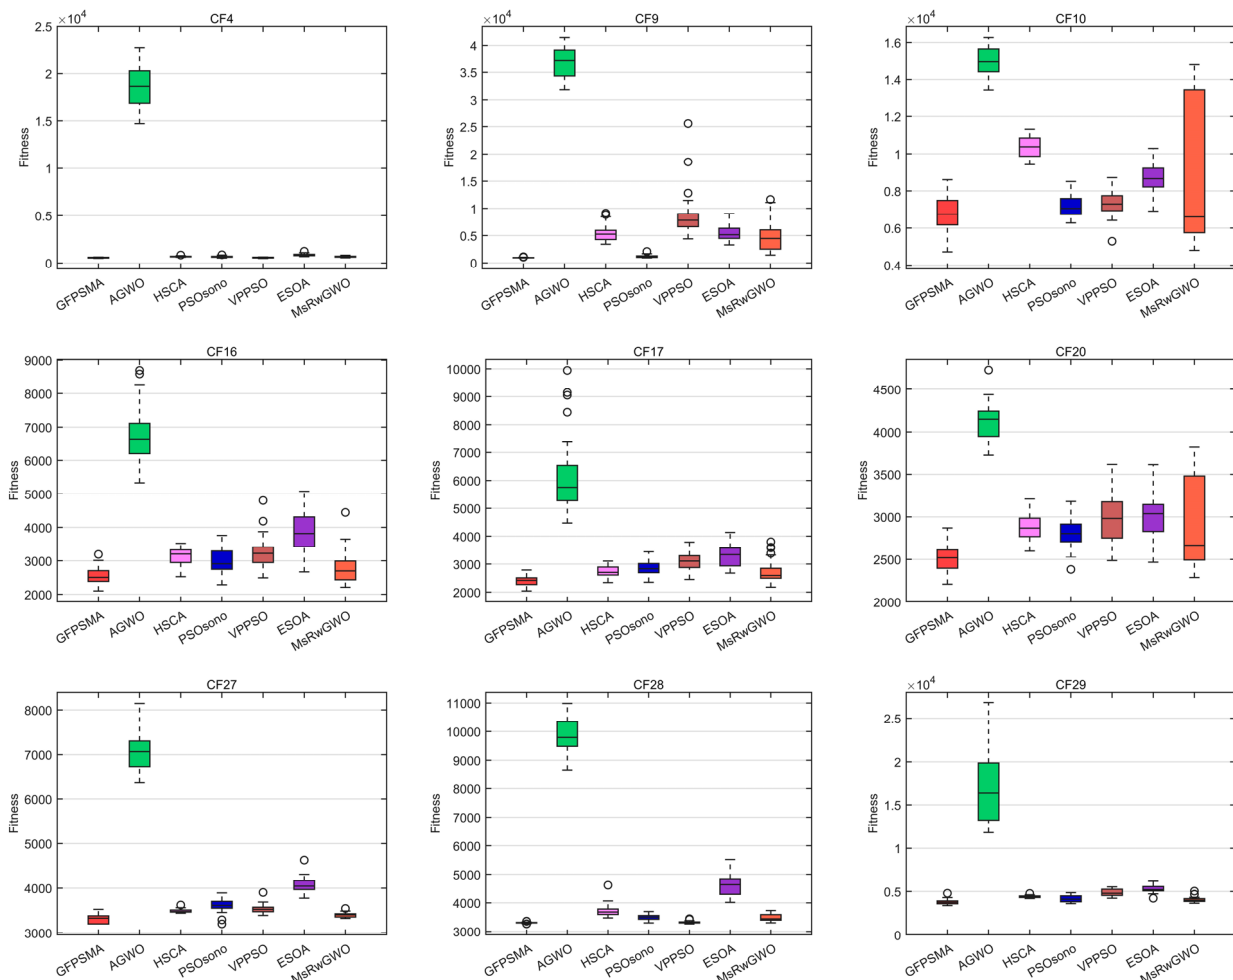 CF4
×10⁴
Fitness
2.5
2
1.5
1
0.5
0
GFPSMA
AGWO
HSCA
PSOsono
VPPSO
ESOA
MsRwGWO
CF9
×10⁴
Fitness
4
3.5
3
2.5
2
1.5
1
0.5
0
GFPSMA
AGWO
HSCA
PSOsono
VPPSO
ESOA
MsRwGWO
CF10
×10⁴
Fitness
1.6
1.4
1.2
1
0.8
0.6
0.4
GFPSMA
AGWO
HSCA
PSOsono
VPPSO
ESOA
MsRwGWO
CF16
Fitness
9000
8000
7000
6000
5000
4000
3000
2000
GFPSMA
AGWO
HSCA
PSOsono
VPPSO
ESOA
MsRwGWO
CF17
Fitness
10000
9000
8000
7000
6000
5000
4000
3000
2000
GFPSMA
AGWO
HSCA
PSOsono
VPPSO
ESOA
MsRwGWO
CF20
Fitness
4500
4000
3500
3000
2500
2000
GFPSMA
AGWO
HSCA
PSOsono
VPPSO
ESOA
MsRwGWO
CF27
Fitness
8000
7000
6000
5000
4000
3000
GFPSMA
AGWO
HSCA
PSOsono
VPPSO
ESOA
MsRwGWO
CF28
Fitness
11000
10000
9000
8000
7000
6000
5000
4000
3000
GFPSMA
AGWO
HSCA
PSOsono
VPPSO
ESOA
MsRwGWO
CF29
×10⁴
Fitness
2.5
2
1.5
1
0.5
0
GFPSMA
AGWO
HSCA
PSOsono
VPPSO
ESOA
MsRwGWO